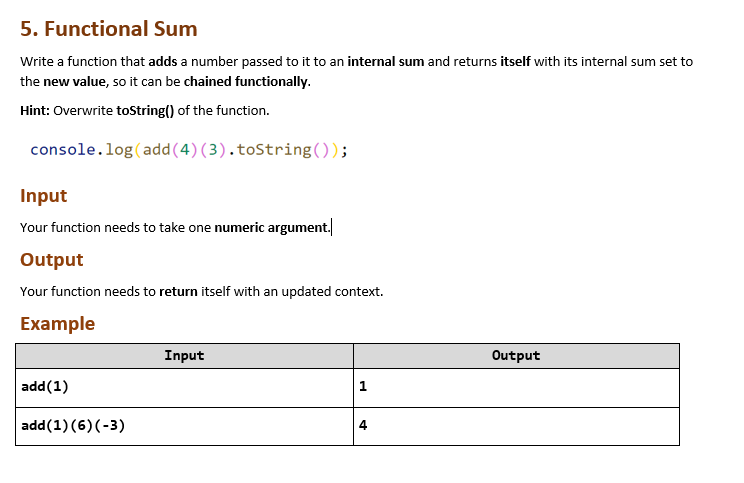 5. Functional Sum
Write a function that adds a number passed to it to an internal sum and returns itself with its internal sum set to
the new value, so it can be chained functionally.
Hint: Overwrite toString() of the function.
console.log(add(4)(3).toString());
Input
Your function needs to take one numeric argument.
Output
Your function needs to return itself with an updated context.
Example
Input Output
add(1) 1
add(1)(6)(-3) 4